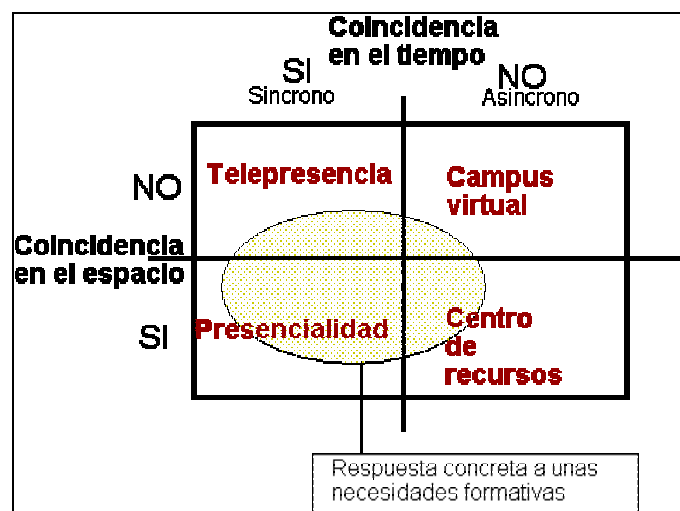 Coincidencia
en el tiempo
SI
NO
Sincrono
Asincrono
NO
Telepresencia
Campus
virtual
Coincidencia
en el espacio
SI
Presencialidad
Centro
de
recursos
Respuesta concreta a unas
necesidades formativas